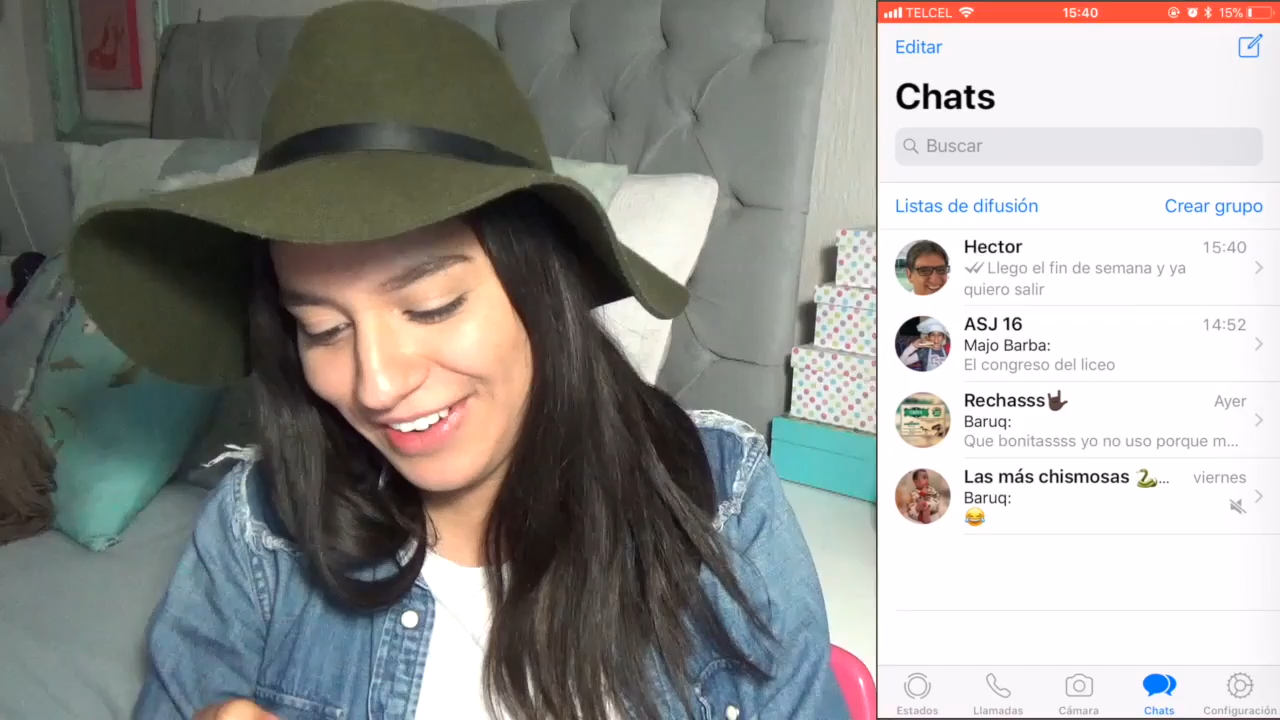 TELCEL 15:40 15%
Editar
Chats
Buscar
Listas de difusión Crear grupo
Hector 15:40
Llego el fin de semana y ya
quiero salir
ASJ 16 14:52
Majo Barba:
El congreso del liceo
Rechasss🤘🏿 Ayer
Baruq:
Que bonitassss yo no uso porque m...
Las más chismosas 🐍... viernes
Baruq:
😂
Estados Llamadas Cámara Chats Configuración